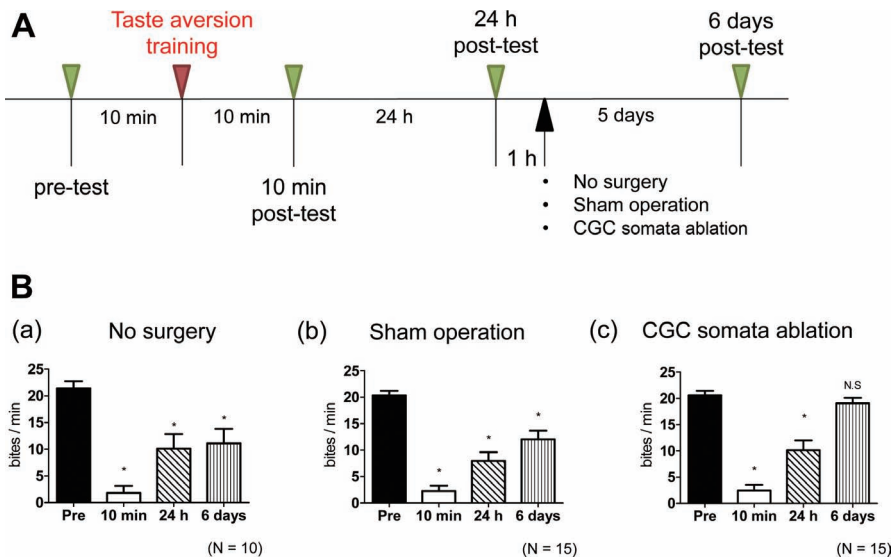 A
Taste aversion
training
24 h
post-test
6 days
post-test
10 min
10 min
24 h
5 days
1 h
pre-test
10 min
post-test
• No surgery
• Sham operation
• CGC somata ablation
B
(a) No surgery
bites / min
25
20
15
10
5
0
*
*
*
Pre 10 min 24 h 6 days
(N = 10)
(b) Sham operation
bites / min
25
20
15
10
5
0
*
*
*
Pre 10 min 24 h 6 days
(N = 15)
(c) CGC somata ablation
bites / min
25
20
15
10
5
0
*
*
N.S
Pre 10 min 24 h 6 days
(N = 15)